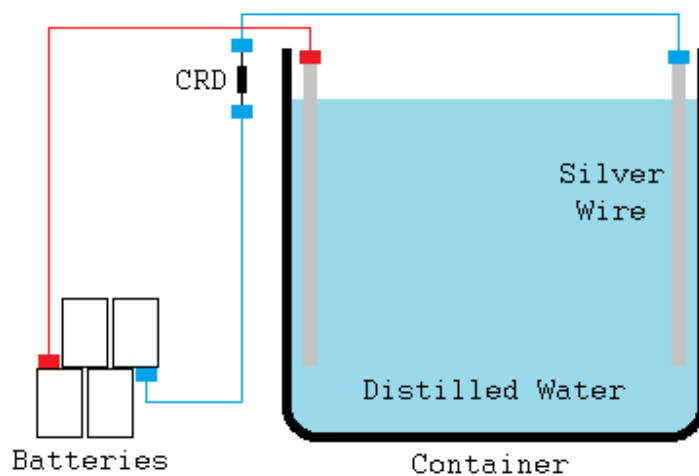 CRD
Silver
Wire
Distilled Water
Batteries
Container